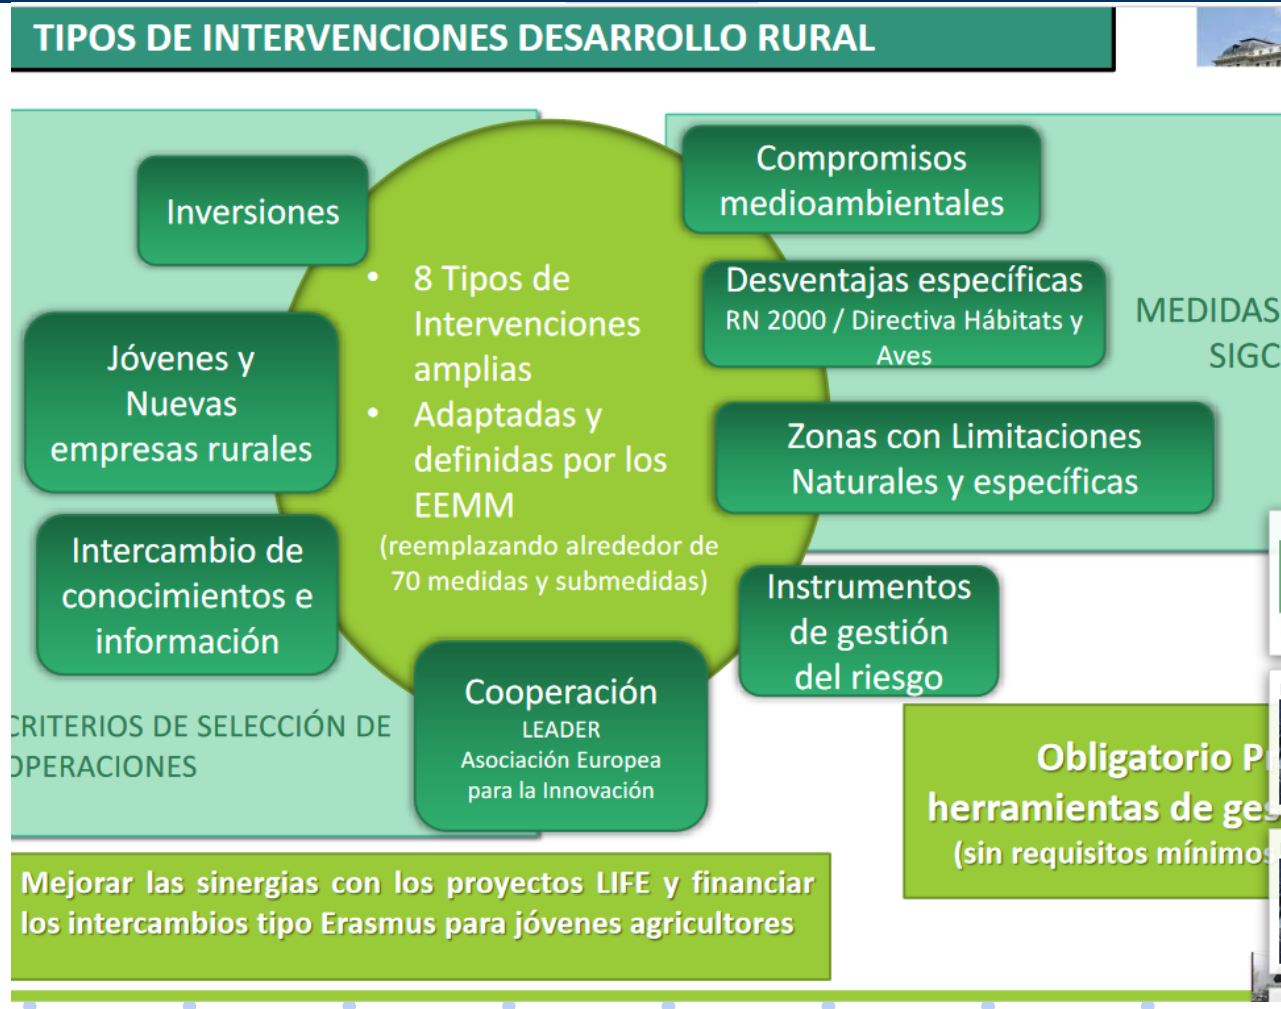 TIPOS DE INTERVENCIONES DESARROLLO RURAL
Inversiones
Jóvenes y
Nuevas
empresas rurales
Intercambio de
conocimientos e
información
CRITERIOS DE SELECCIÓN DE
OPERACIONES
• 8 Tipos de
Intervenciones
amplias
• Adaptadas y
definidas por los
EEMM
(reemplazando alrededor de
70 medidas y submedidas)
Cooperación
LEADER
Asociación Europea
para la Innovación
Compromisos
medioambientales
Desventajas específicas
RN 2000 / Directiva Hábitats y
Aves
Zonas con Limitaciones
Naturales y específicas
MEDIDAS
SIGC
Instrumentos
de gestión
del riesgo
Obligatorio
herramientas de
(sin requisitos mínimos
Mejorar las sinergias con los proyectos LIFE y financiar
los intercambios tipo Erasmus para jóvenes agricultores